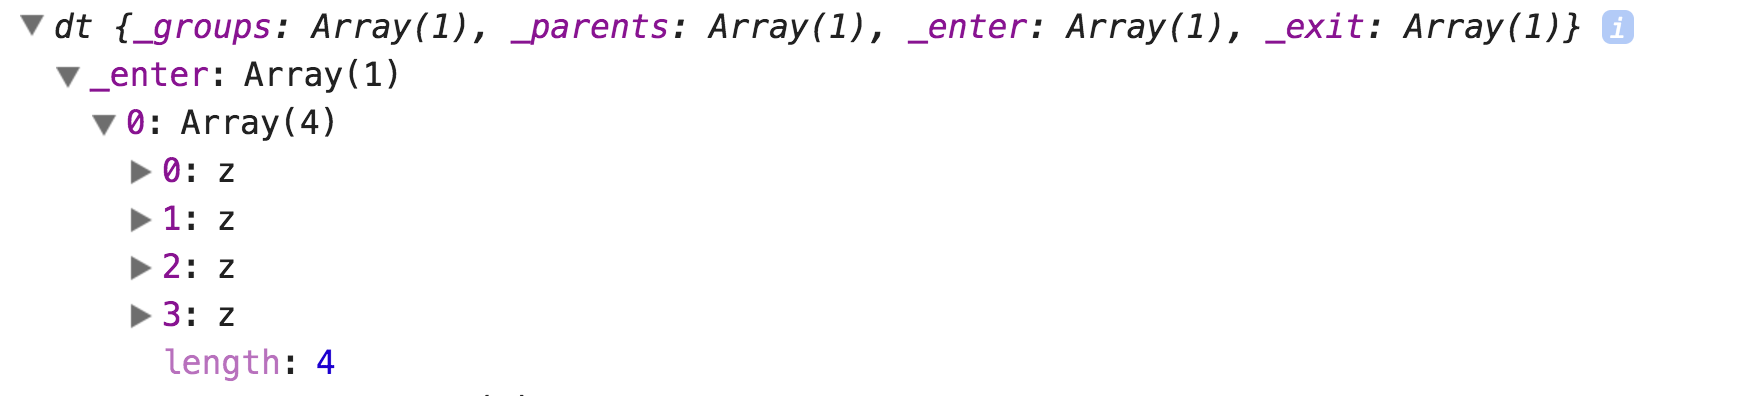 dt {_groups: Array(1), _parents: Array(1), _enter: Array(1), _exit: Array(1)} i
_enter: Array(1)
0: Array(4)
0: z
1: z
2: z
3: z
length: 4